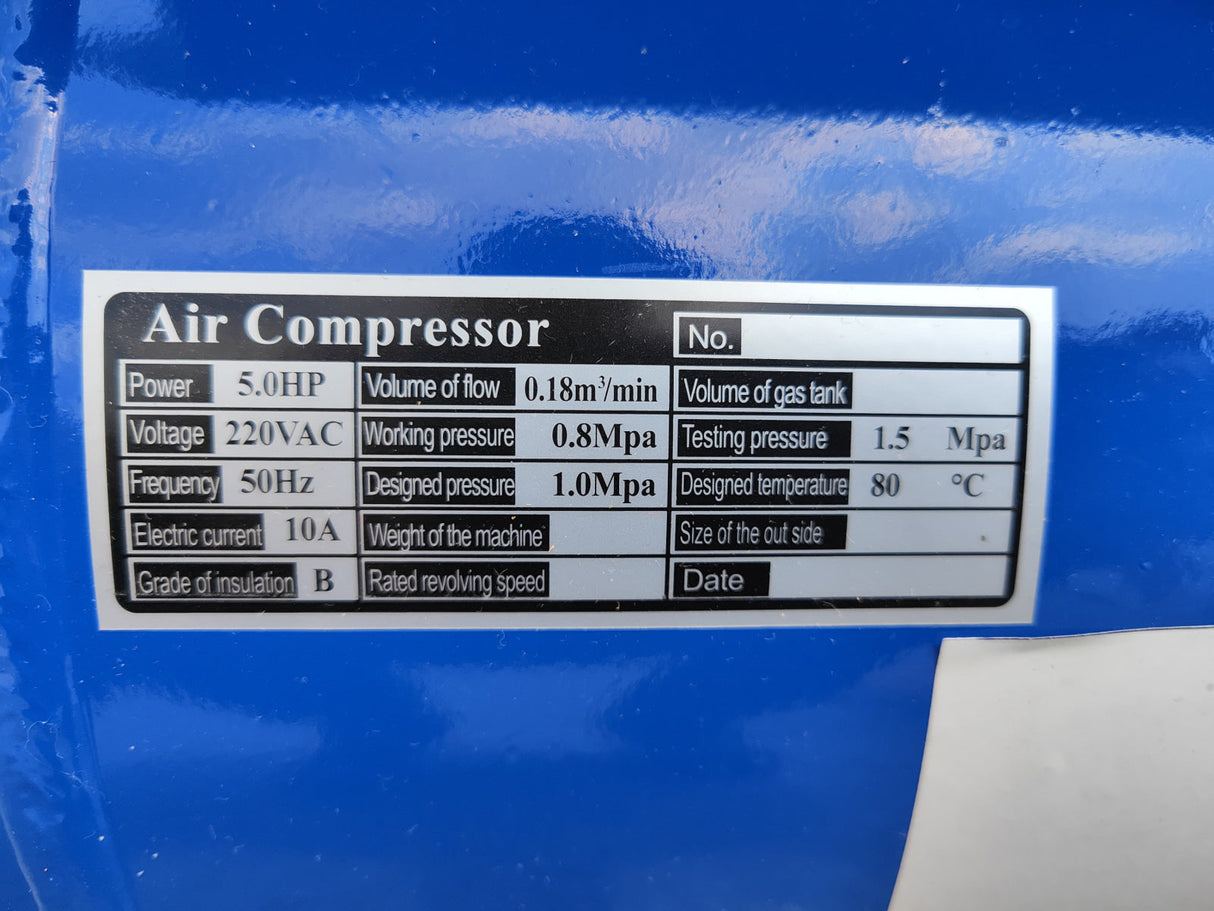 Air Compressor No.
Power 5.0HP Volume of flow 0.18m³/min Volume of gas tank
Voltage 220VAC Working pressure 0.8Mpa Testing pressure 1.5 Mpa
Frequency 50Hz Designed pressure 1.0Mpa Designed temperature 80 °C
Electric current 10A Weight of the machine Size of the out side
Grade of insulation B Rated revolving speed Date